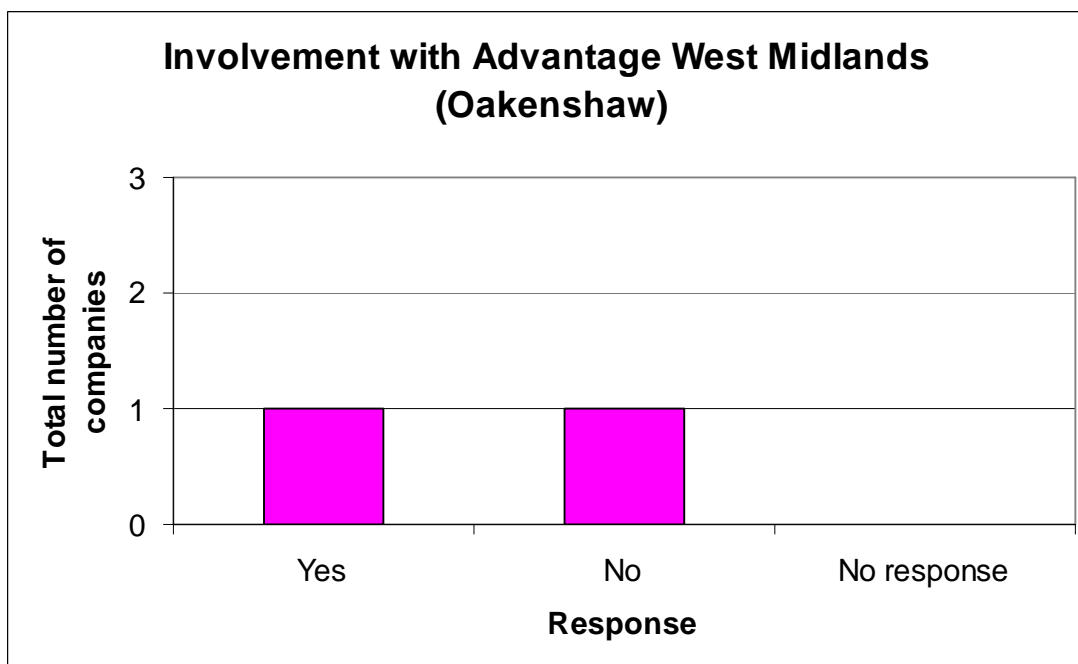 Involvement with Advantage West Midlands
(Oakenshaw)
3
2
1
0
Total number of
companies
Yes
No
No response
Response